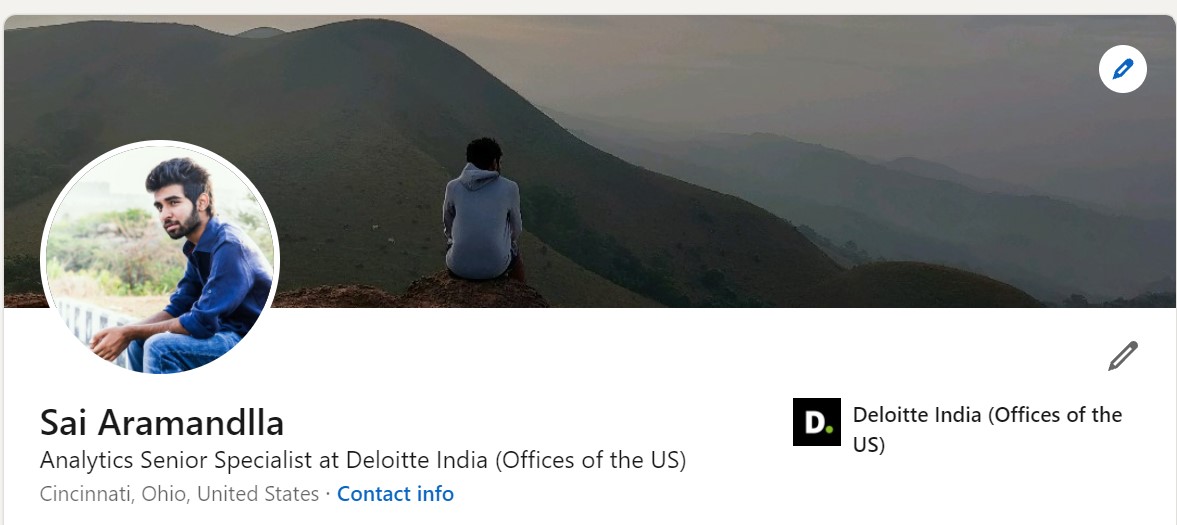 Sai Aramandlla
Analytics Senior Specialist at Deloitte India (Offices of the US)
Cincinnati, Ohio, United States · Contact info
D.
Deloitte India (Offices of the
US)